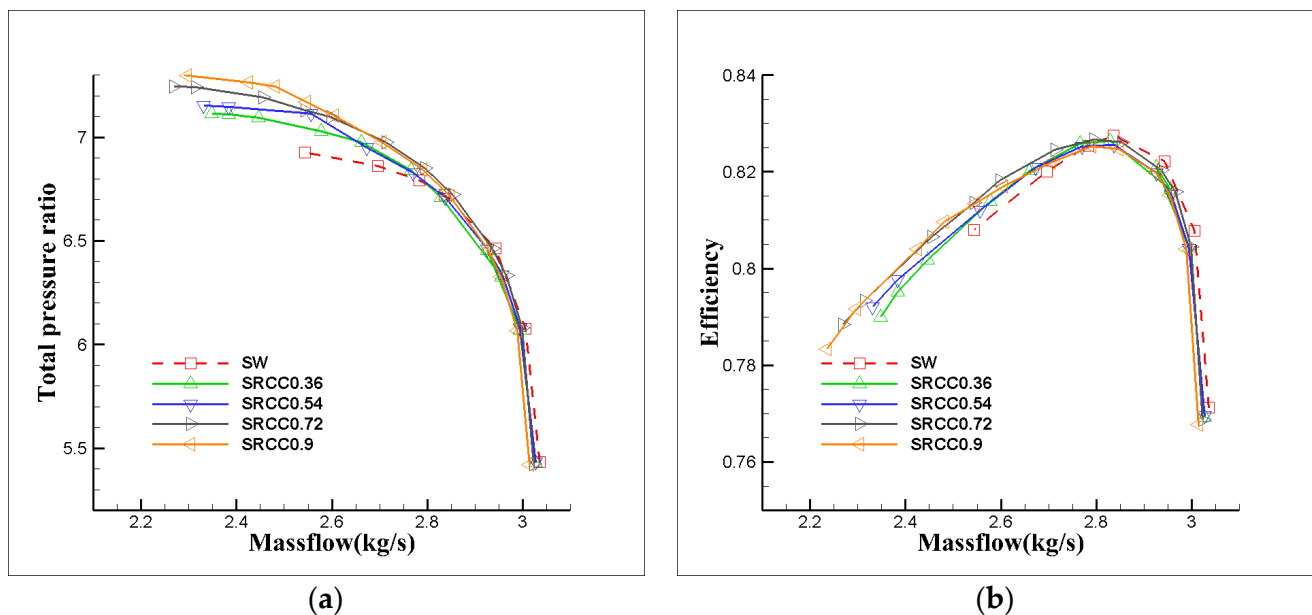 Total pressure ratio
7
6.5
6
5.5
SW
SRCC0.36
SRCC0.54
SRCC0.72
SRCC0.9
2.2 2.4 2.6 2.8 3
Massflow(kg/s)
(a)
Efficiency
0.84
0.82
0.8
0.78
0.76
SW
SRCC0.36
SRCC0.54
SRCC0.72
SRCC0.9
2.2 2.4 2.6 2.8 3
Massflow(kg/s)
(b)